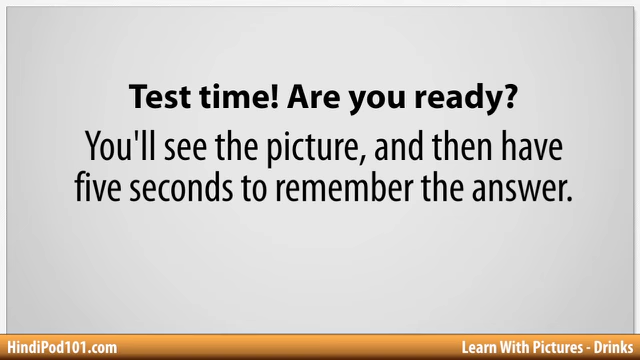 Test time! Are you ready?
You'll see the picture, and then have
five seconds to remember the answer.
HindiPod101.com
Learn With Pictures - Drinks